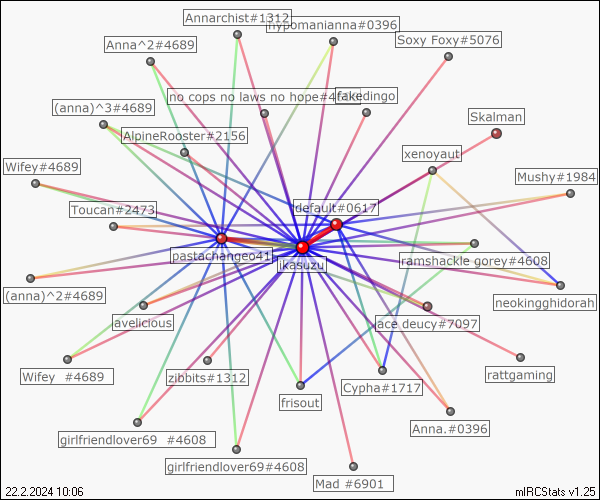 Annarchist#1312
hypomanianna#0396
Anna^2#4689
Soxy Foxy#5076
no cops no laws no hope#4
fakedingo
(anna)^3#4689
Skalman
AlpineRooster#2156
xenoyaut
Wifey#4689
Mushy#1984
Toucan#2473
default#0617
pastachangeo41
ikasuzu
ramshackle gorey#4608
(anna)^2#4689
neokingghidorah
avelicious
ace deucy#7097
Wifey  #4689
zibbits#1312
rattgaming
frisout
Cypha#1717
girlfriendlover69  #4608
Anna.#0396
girlfriendlover69#4608
Mad #6901
22.2.2024 10:06
mIRCStats v1.25